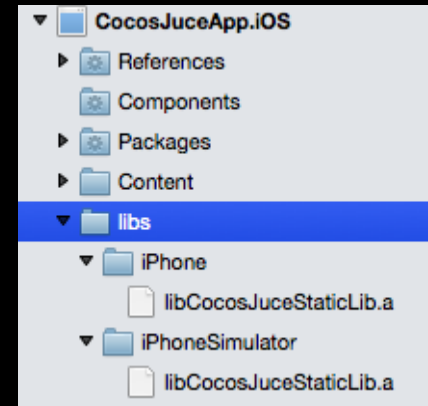 CocosJuceApp.iOS
References
Components
Packages
Content
libs
iPhone
libCocosJuceStaticLib.a
iPhoneSimulator
libCocosJuceStaticLib.a